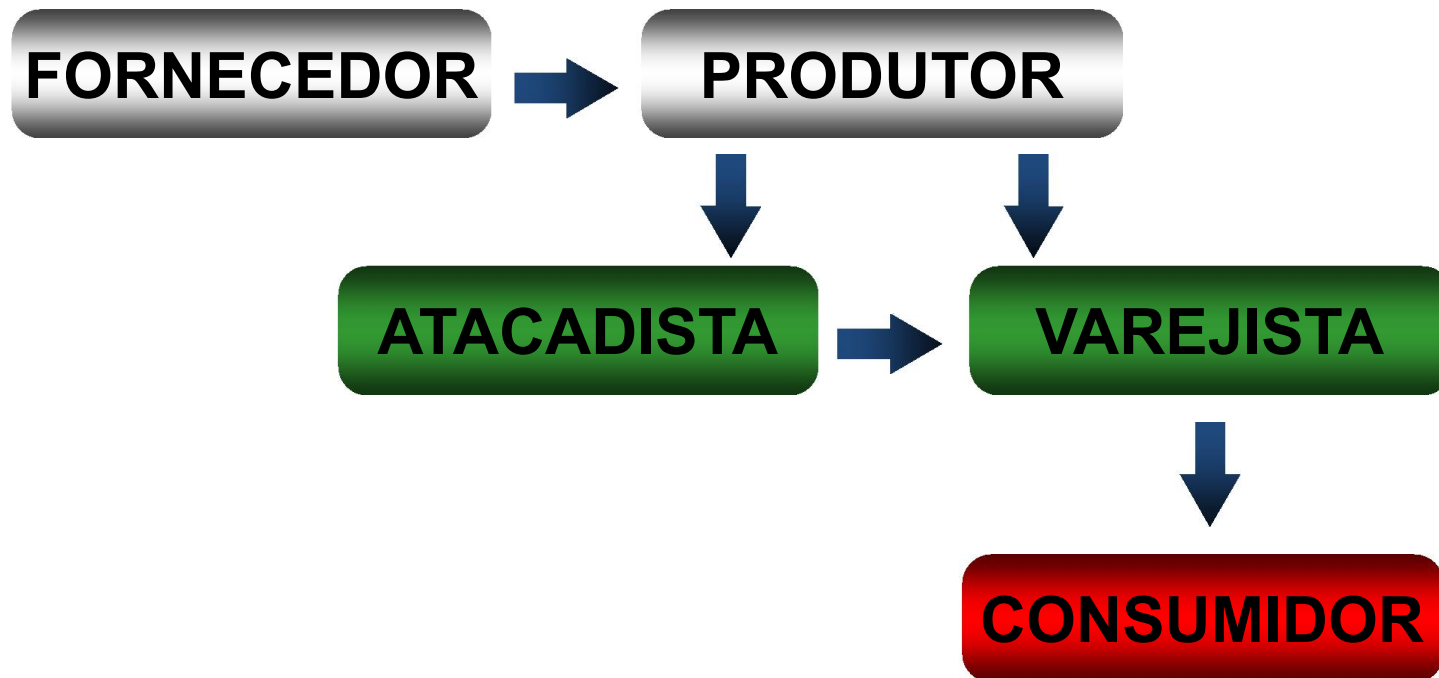 FORNECEDOR
PRODUTOR
ATACADISTA
VAREJISTA
CONSUMIDOR